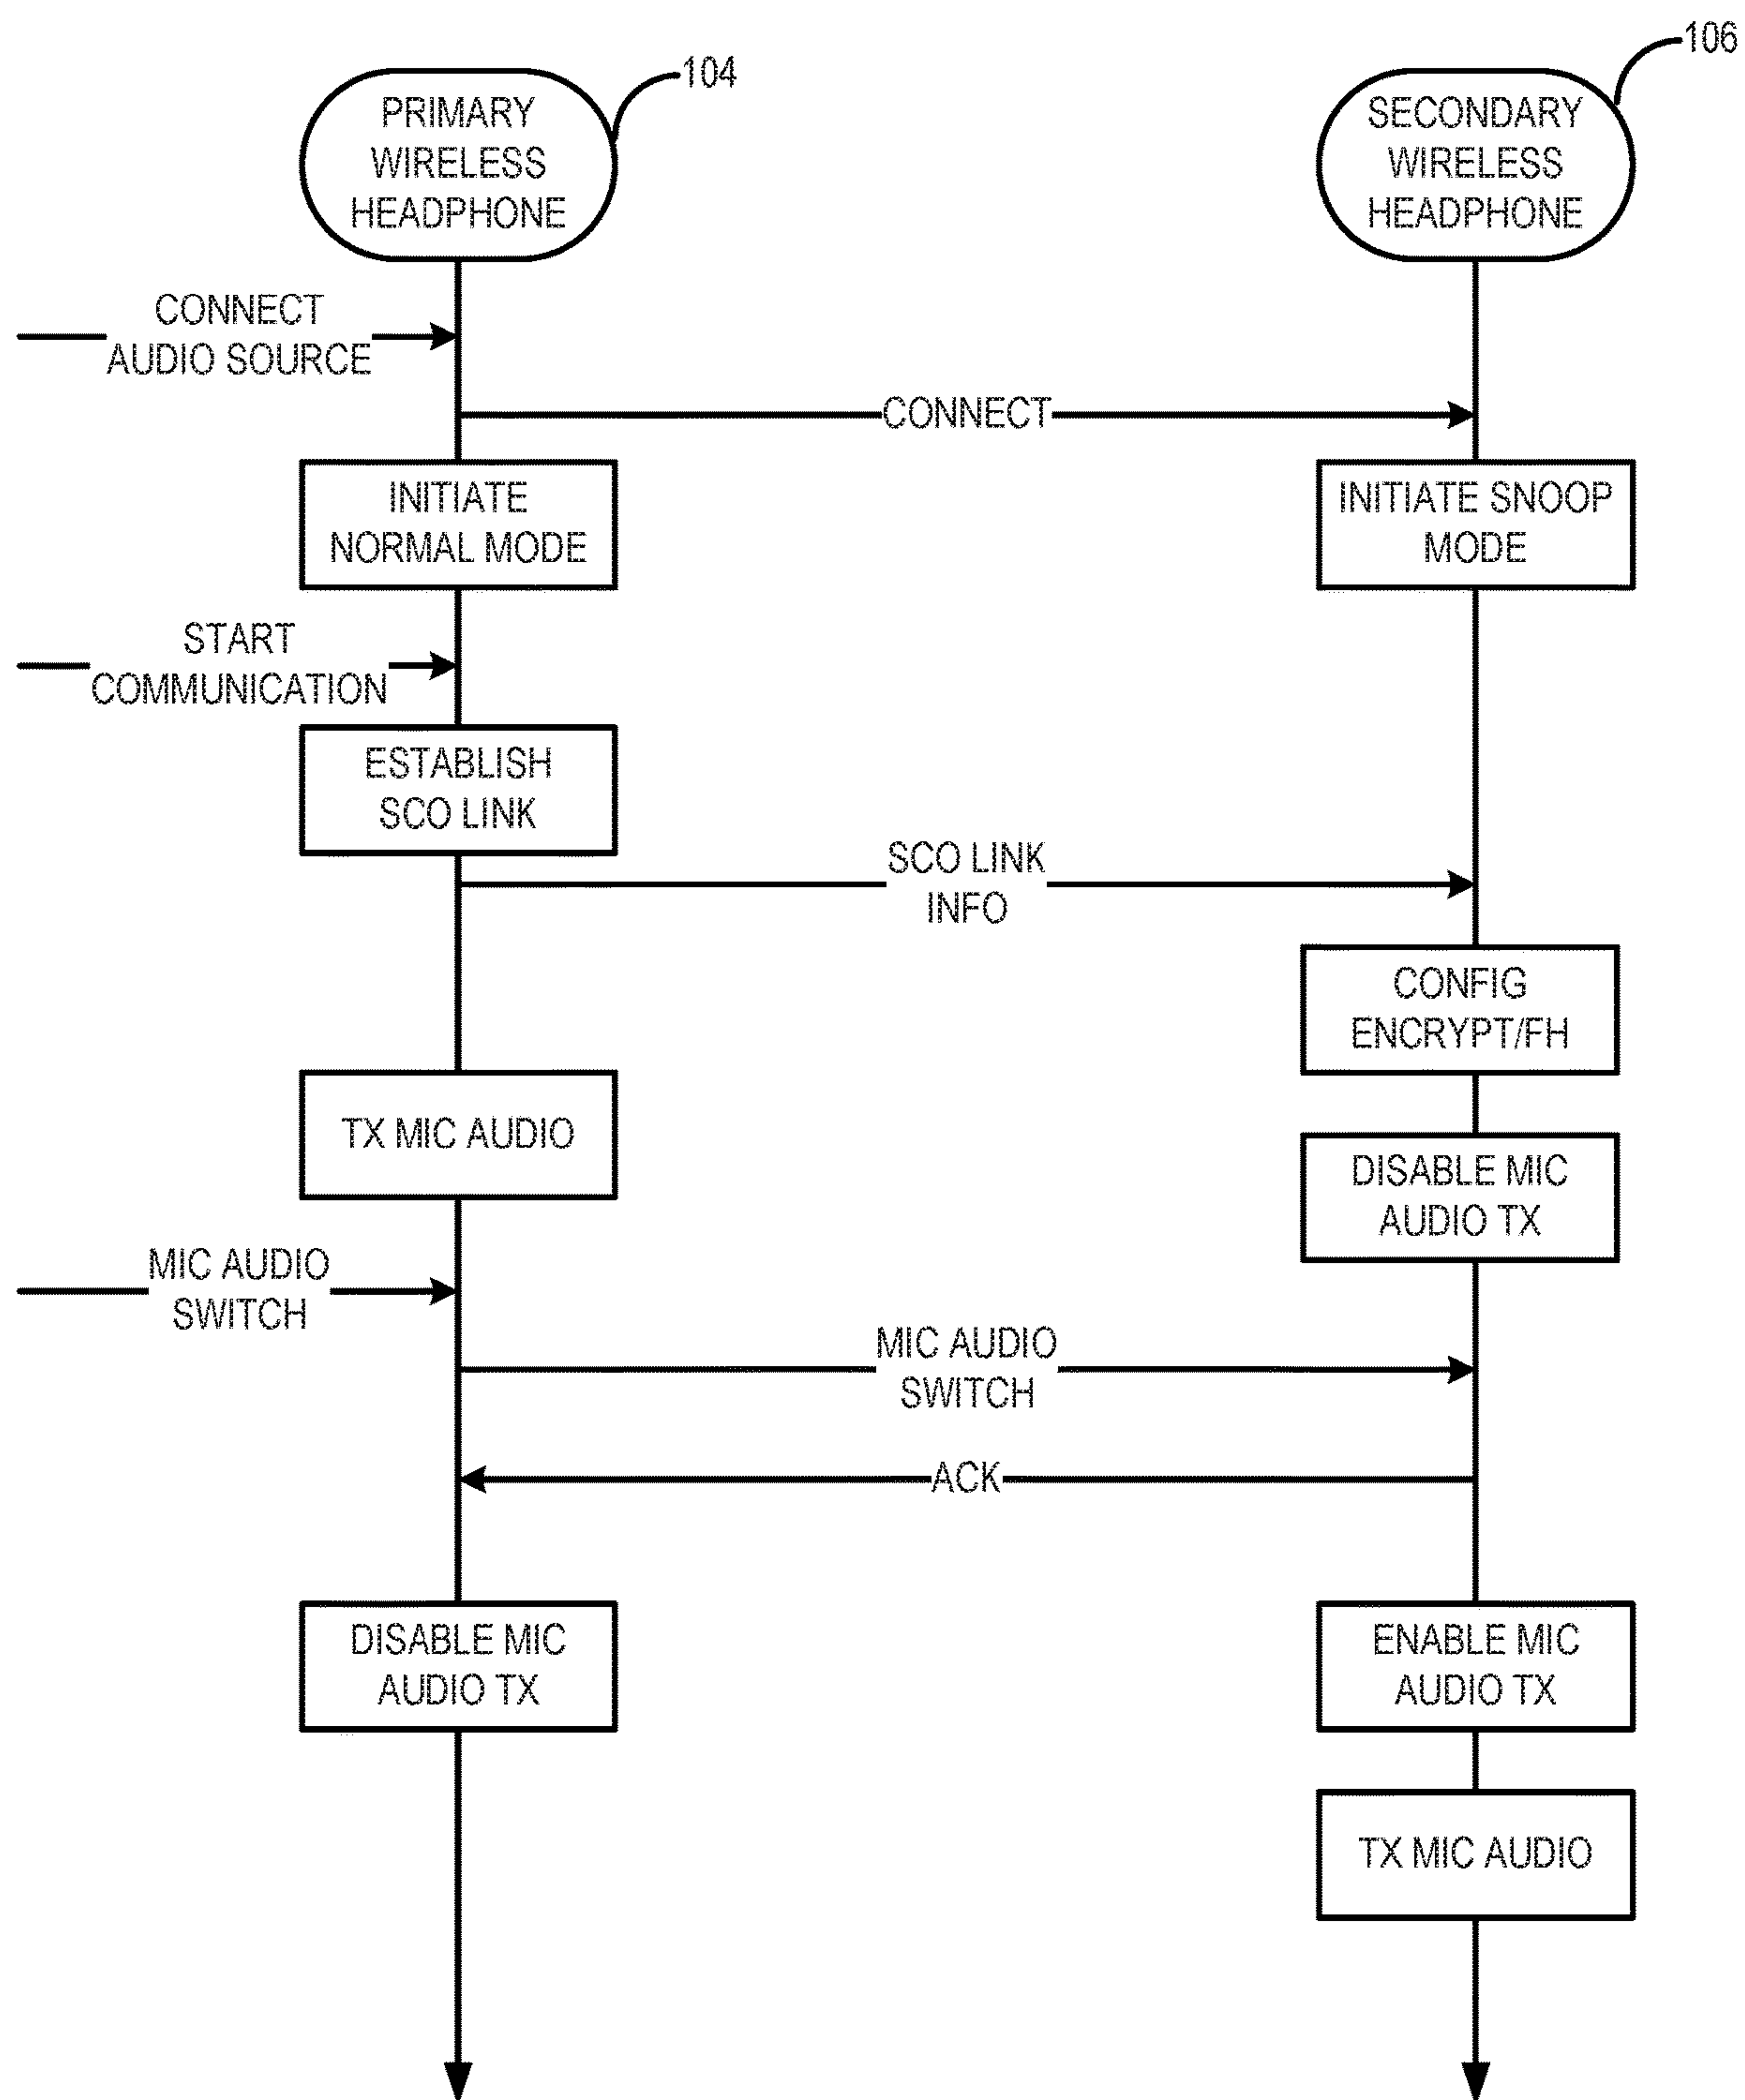 104
106
PRIMARY
WIRELESS
HEADPHONE
SECONDARY
WIRELESS
HEADPHONE
CONNECT
AUDIO SOURCE
CONNECT
INITIATE
NORMAL MODE
INITIATE SNOOP
MODE
START
COMMUNICATION
ESTABLISH
SCO LINK
SCO LINK
INFO
CONFIG
ENCRYPT/FH
TX MIC AUDIO
DISABLE MIC
AUDIO TX
MIC AUDIO
SWITCH
MIC AUDIO
SWITCH
ACK
DISABLE MIC
AUDIO TX
ENABLE MIC
AUDIO TX
TX MIC AUDIO